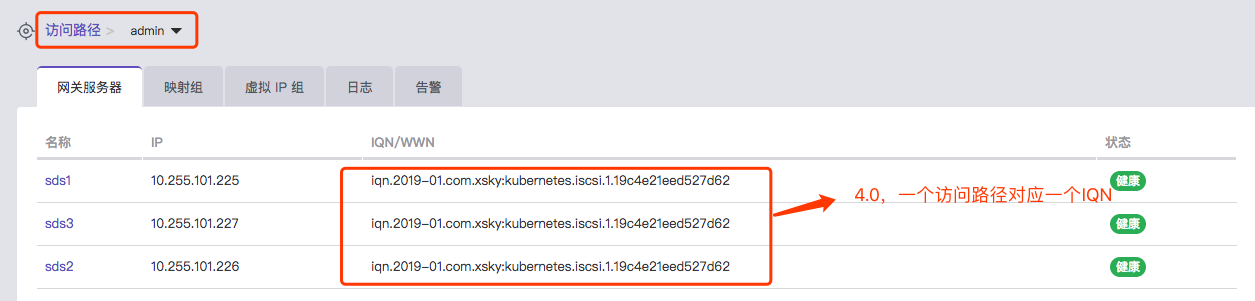 访问路径 > admin
网关服务器 映射组 虚拟 IP 组 日志 告警
名称 IP IQN/WWN 状态
sds1 10.255.101.225 iqn.2019-01.com.xsky:kubernetes.iscsi.1.19c4e21eed527d62 健康
4.0，一个访问路径对应一个IQN
sds3 10.255.101.227 iqn.2019-01.com.xsky:kubernetes.iscsi.1.19c4e21eed527d62 健康
sds2 10.255.101.226 iqn.2019-01.com.xsky:kubernetes.iscsi.1.19c4e21eed527d62 健康